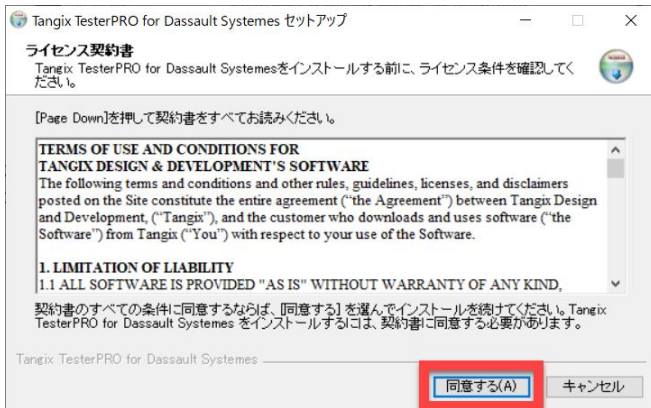 Tangix TesterPRO for Dassault Systemes セットアップ
ライセンス契約書
Tangix TesterPRO for Dassault Systemesをインストールする前に、ライセンス条件を確認してく
ださい。
[Page Down]を押して契約書をすべてお読みください。
TERMS OF USE AND CONDITIONS FOR
TANGIX DESIGN & DEVELOPMENT'S SOFTWARE
The following terms and conditions and other rules, guidelines, licenses, and disclaimers
posted on the Site constitute the entire agreement (“the Agreement”) between Tangix Design
and Development, (“Tangix”), and the customer who downloads and uses software (“the
Software”) from Tangix (“You”) with respect to your use of the Software.
1. LIMITATION OF LIABILITY
1.1 ALL SOFTWARE IS PROVIDED "AS IS" WITHOUT WARRANTY OF ANY KIND,
契約書のすべての条件に同意するならば、[同意する] を選んでインストールを続けてください。Tangix
TesterPRO for Dassault Systemes をインストールするには、契約書に同意する必要があります。
Tangix TesterPRO for Dassault Systemes
同意する(A)
キャンセル